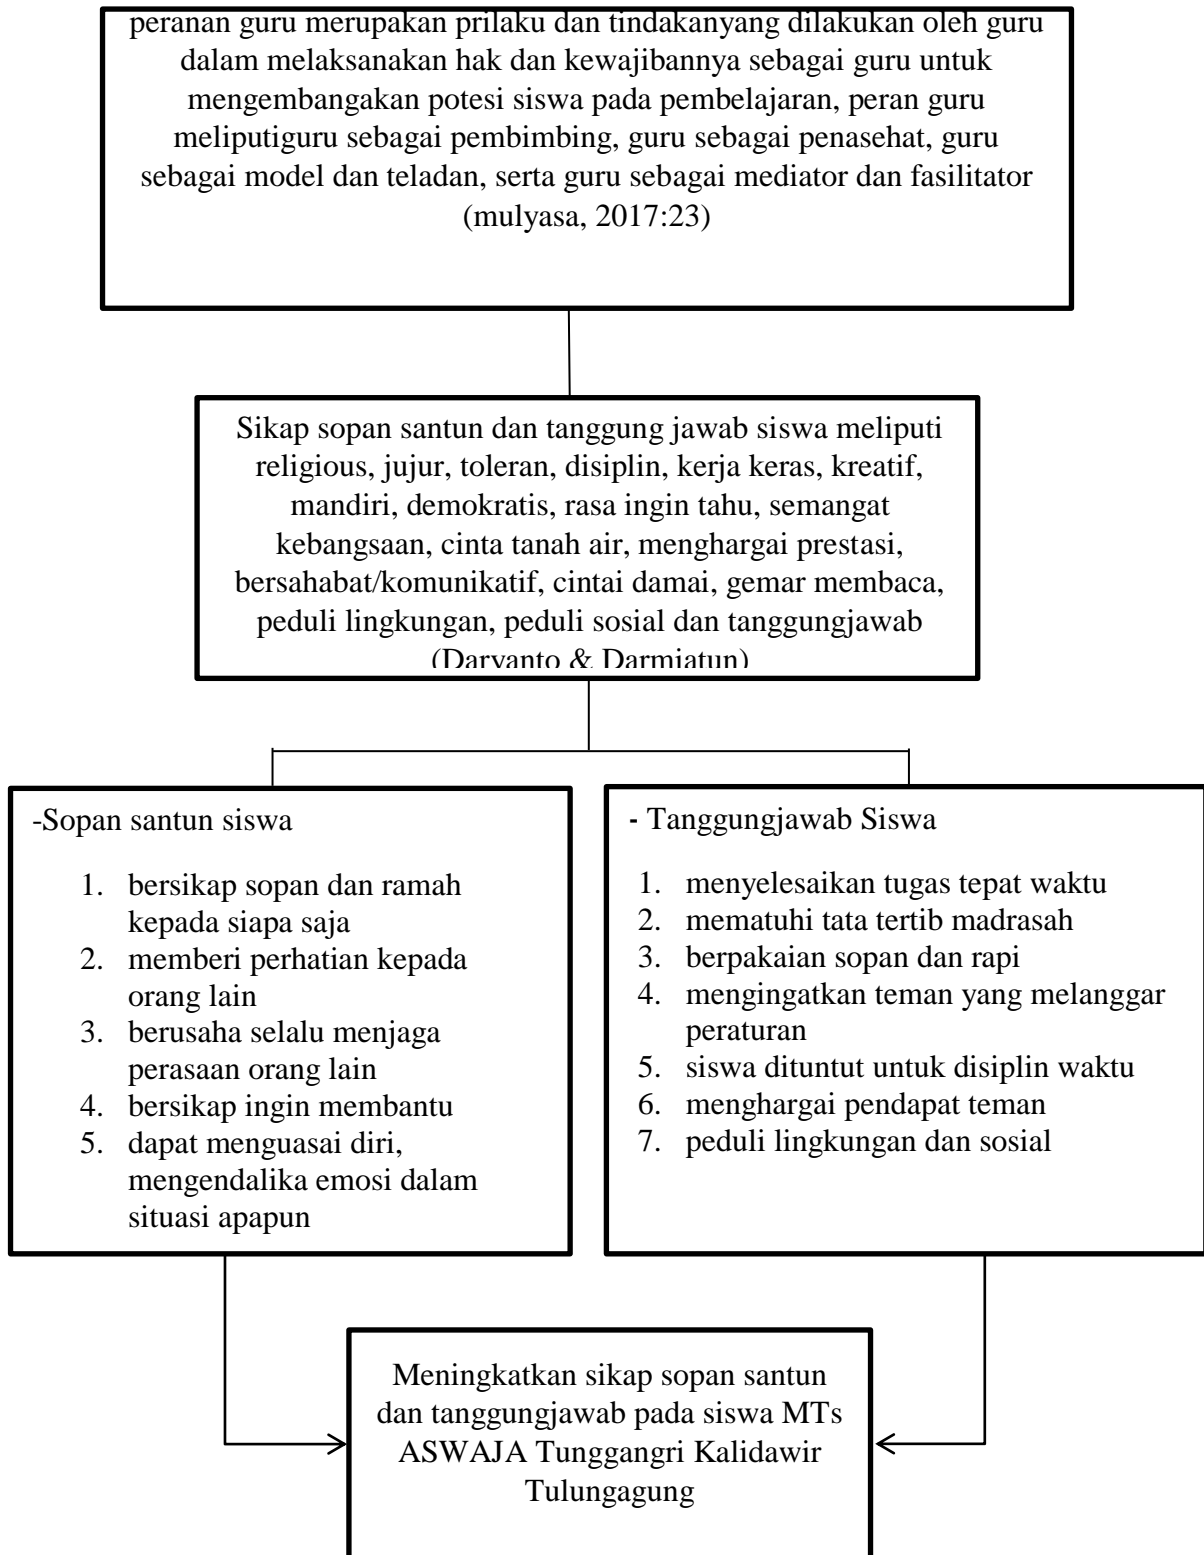 peranan guru merupakan prilaku dan tindakanyang dilakukan oleh guru
dalam melaksanakan hak dan kewajibannya sebagai guru untuk
mengembangakan potesi siswa pada pembelajaran, peran guru
meliputiguru sebagai pembimbing, guru sebagai penasehat, guru
sebagai model dan teladan, serta guru sebagai mediator dan fasilitator
(mulyasa, 2017:23)
Sikap sopan santun dan tanggung jawab siswa meliputi
religious, jujur, toleran, disiplin, kerja keras, kreatif,
mandiri, demokratis, rasa ingin tahu, semangat
kebangsaan, cinta tanah air, menghargai prestasi,
bersahabat/komunikatif, cintai damai, gemar membaca,
peduli lingkungan, peduli sosial dan tanggungjawab
(Daryanto & Darmiatun)
-Sopan santun siswa
1. bersikap sopan dan ramah
kepada siapa saja
2. memberi perhatian kepada
orang lain
3. berusaha selalu menjaga
perasaan orang lain
4. bersikap ingin membantu
5. dapat menguasai diri,
mengendalika emosi dalam
situasi apapun
- Tanggungjawab Siswa
1. menyelesaikan tugas tepat waktu
2. mematuhi tata tertib madrasah
3. berpakaian sopan dan rapi
4. mengingatkan teman yang melanggar
peraturan
5. siswa dituntut untuk disiplin waktu
6. menghargai pendapat teman
7. peduli lingkungan dan sosial
Meningkatkan sikap sopan santun
dan tanggungjawab pada siswa MTs
ASWAJA Tunggangri Kalidawir
Tulungagung